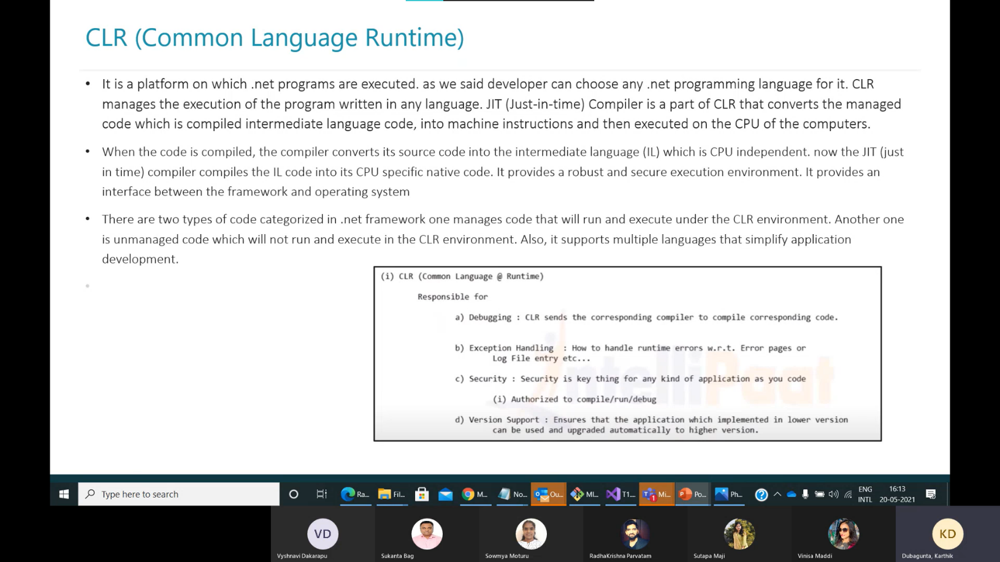 CLR (Common Language Runtime)
• It is a platform on which .net programs are executed. as we said developer can choose any .net programming language for it. CLR
manages the execution of the program written in any language. JIT (Just-in-time) Compiler is a part of CLR that converts the managed
code which is compiled intermediate language code, into machine instructions and then executed on the CPU of the computers.
• When the code is compiled, the compiler converts its source code into the intermediate language (IL) which is CPU independent. now the JIT (just
in time) compiler compiles the IL code into its CPU specific native code. It provides a robust and secure execution environment. It provides an
interface between the framework and operating system
• There are two types of code categorized in .net framework one manages code that will run and execute under the CLR environment. Another one
is unmanaged code which will not run and execute in the CLR environment. Also, it supports multiple languages that simplify application
development.
•
(i) CLR (Common Language @ Runtime)
Responsible for
a) Debugging : CLR sends the corresponding compiler to compile corresponding code.
b) Exception Handling : How to handle runtime errors w.r.t. Error pages or
Log File entry etc...
c) Security : Security is key thing for any kind of application as you code
(i) Authorized to compile/run/debug
d) Version Support : Ensures that the application which implemented in lower version
can be used and upgraded automatically to higher version.
IntelliPaat
Type here to search
Ra...
Fil...
M...
No...
Ou...
MI...
T1...
Mi...
Po...
Ph...
ENG
INTL
16:13
20-05-2021
VD
KD
Vyshnavi Dakarapu
Sukanta Bag
Sowmya Moturu
RadhaKrishna Parvatam
Sutapa Maji
Vinisa Maddi
Dubagunta, Karthik